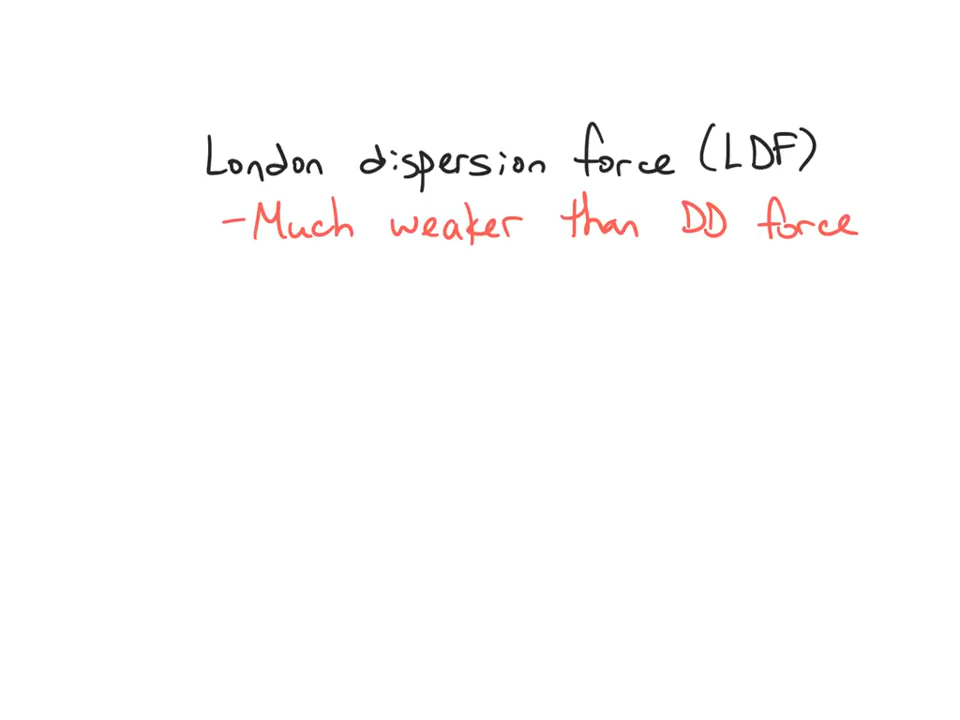 London dispersion force (LDF)
-Much weaker than DD force